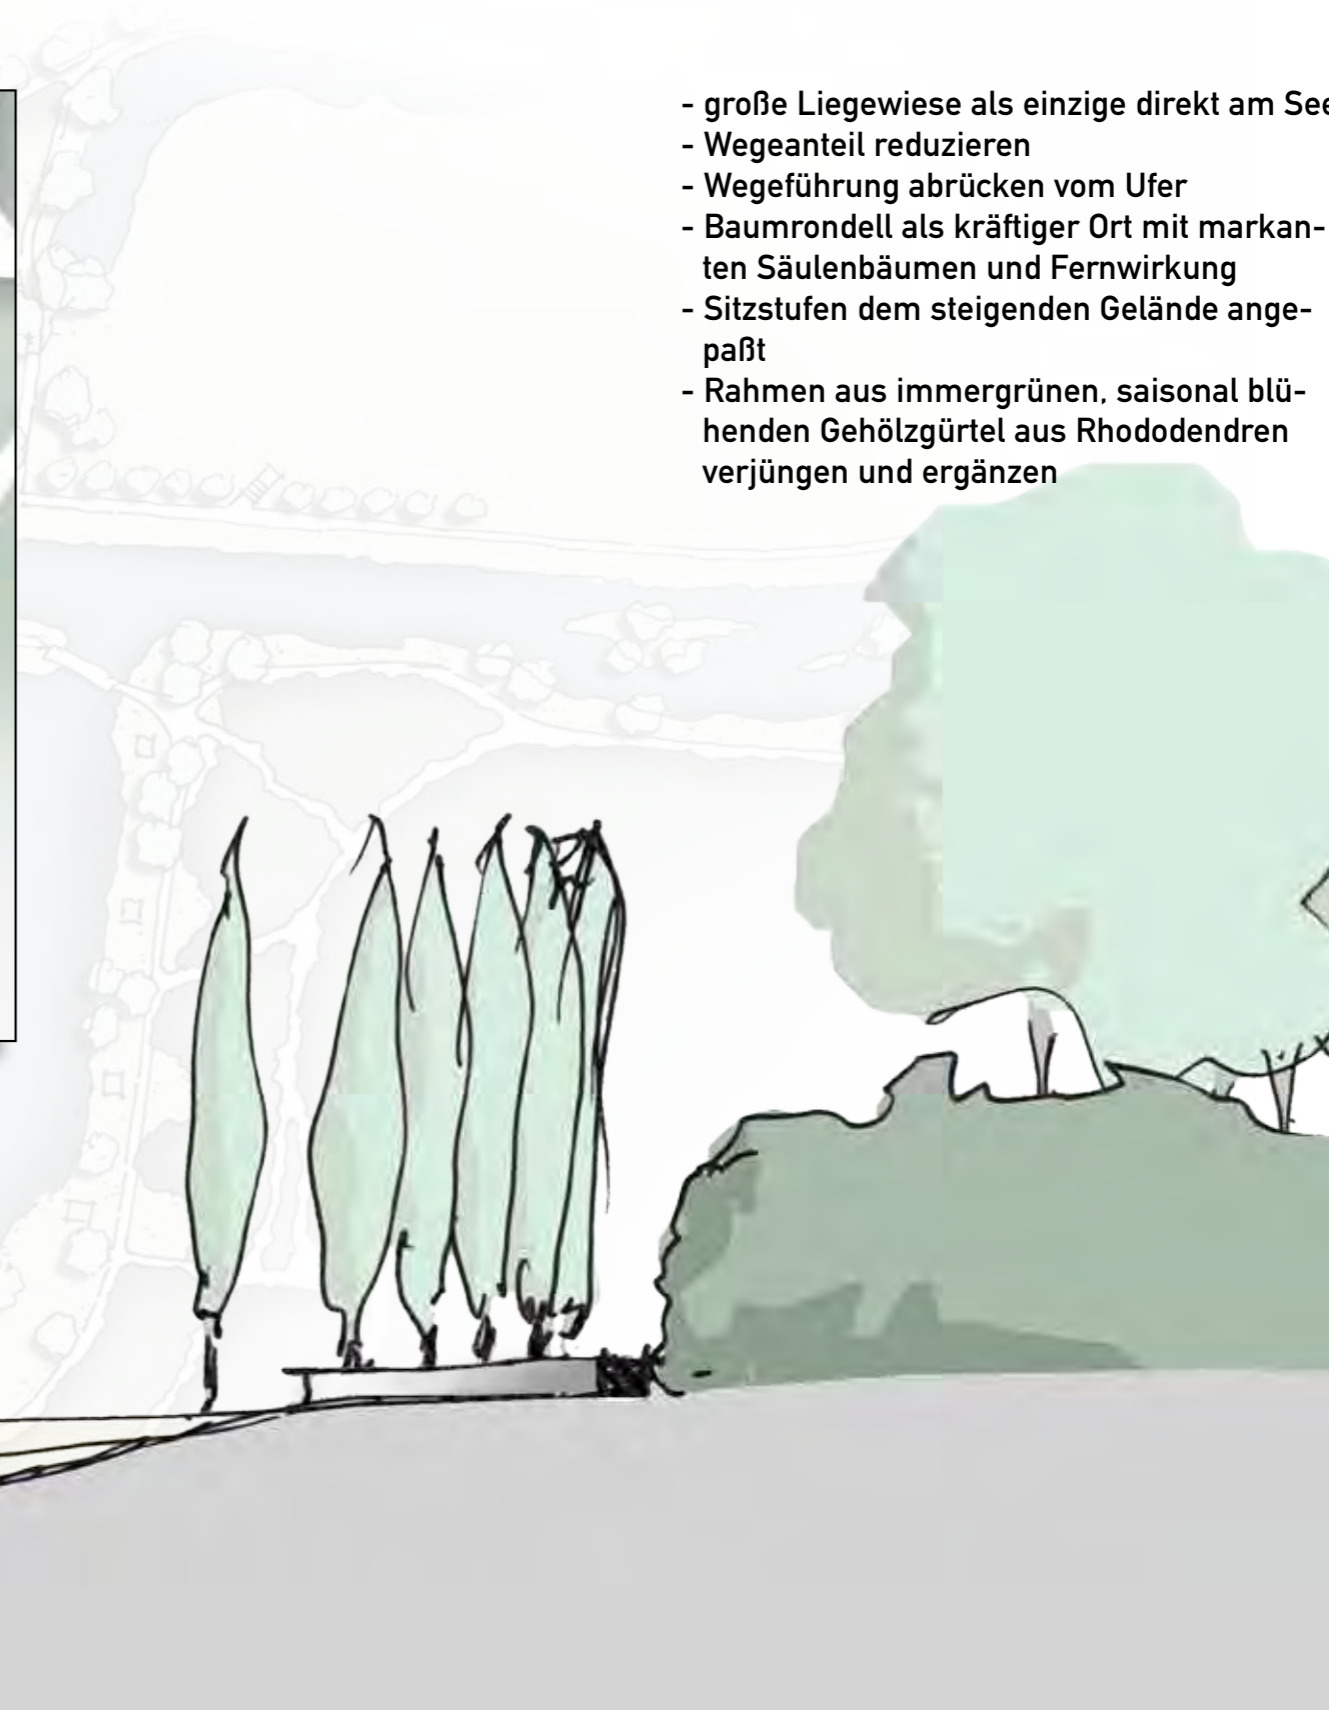 - große Liegewiese als einzige direkt am See
- Wegeanteil reduzieren
- Wegeführung abrücken vom Ufer
- Baumrondell als kräftiger Ort mit markan-
ten Säulenbäumen und Fernwirkung
- Sitzstufen dem steigenden Gelände ange-
paßt
- Rahmen aus immergrünen, saisonal blü-
henden Gehölzgürtel aus Rhododendren
verjüngen und ergänzen